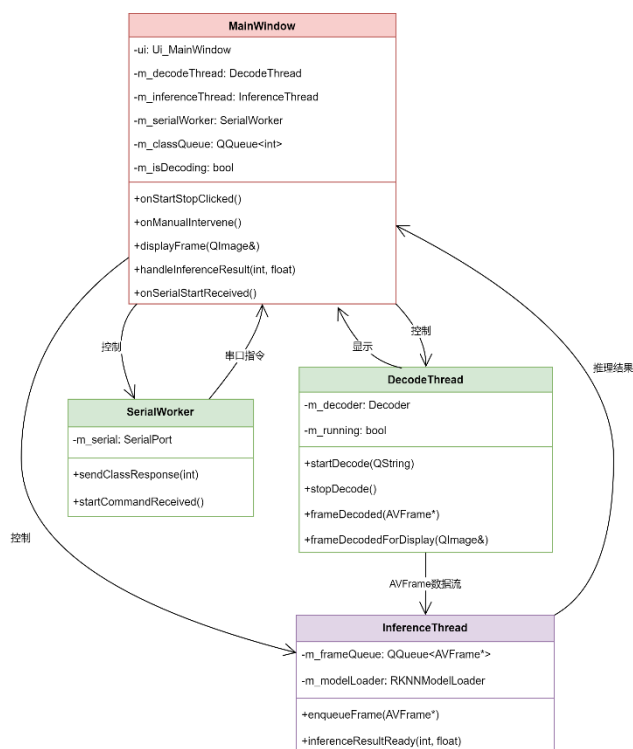 MainWindow
-ui: Ui_MainWindow
-m_decodeThread: DecodeThread
-m_inferenceThread: InferenceThread
-m_serialWorker: SerialWorker
-m_classQueue: QQueue<int>
-m_isDecoding: bool
+onStartStopClicked()
+onManualIntervene()
+displayFrame(QImage&)
+handleInferenceResult(int, float)
+onSerialStartReceived()
控制
串口指令
显示
控制
推理结果
SerialWorker
-m_serial: SerialPort
+sendClassResponse(int)
+startCommandReceived()
DecodeThread
-m_decoder: Decoder
-m_running: bool
+startDecode(QString)
+stopDecode()
+frameDecoded(AVFrame*)
+frameDecodedForDisplay(QImage&)
控制
AVFrame数据流
InferenceThread
-m_frameQueue: QQueue<AVFrame*>
-m_modelLoader: RKNNModelLoader
+enqueueFrame(AVFrame*)
+inferenceResultReady(int, float)